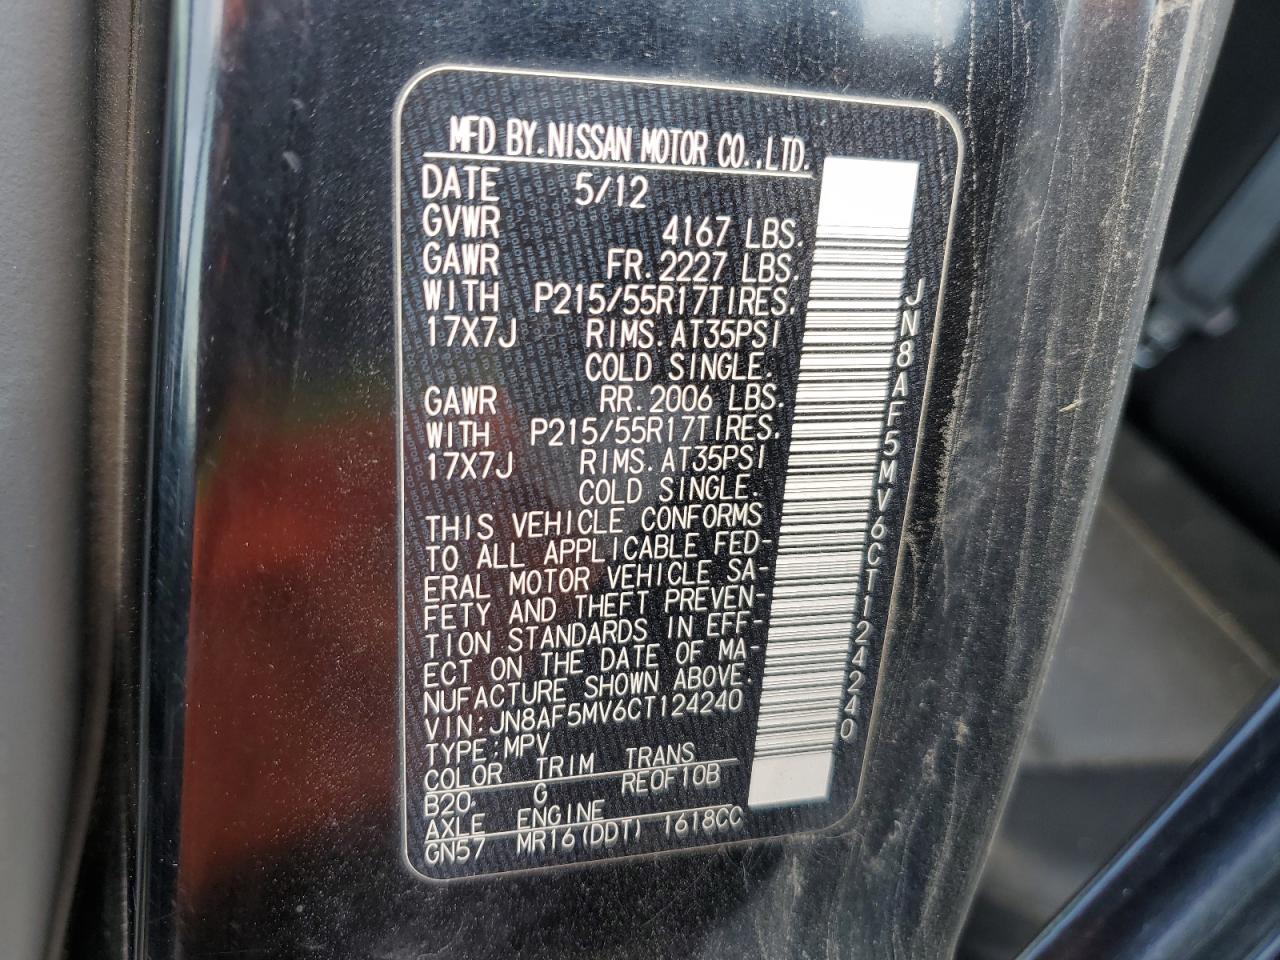 MFD BY.NISSAN MOTOR CO.,LTD.
DATE 5/12
GVWR 4167 LBS.
GAWR FR.2227 LBS.
WITH P215/55R17TIRES.
17X7J RIMS.AT35PSI
COLD SINGLE.
GAWR RR.2006 LBS.
WITH P215/55R17TIRES.
17X7J RIMS.AT35PSI
COLD SINGLE.
THIS VEHICLE CONFORMS
TO ALL APPLICABLE FED-
ERAL MOTOR VEHICLE SA-
FETY AND THEFT PREVEN-
TION STANDARDS IN EFF-
ECT ON THE DATE OF MA-
NUFACTURE SHOWN ABOVE.
VIN:JN8AF5MV6CT124240
TYPE:MPV
COLOR TRIM TRANS
B20 G REOF10B
AXLE ENGINE
GN57 MR16(DDT) 1618CC
JN8AF5MV6CT124240